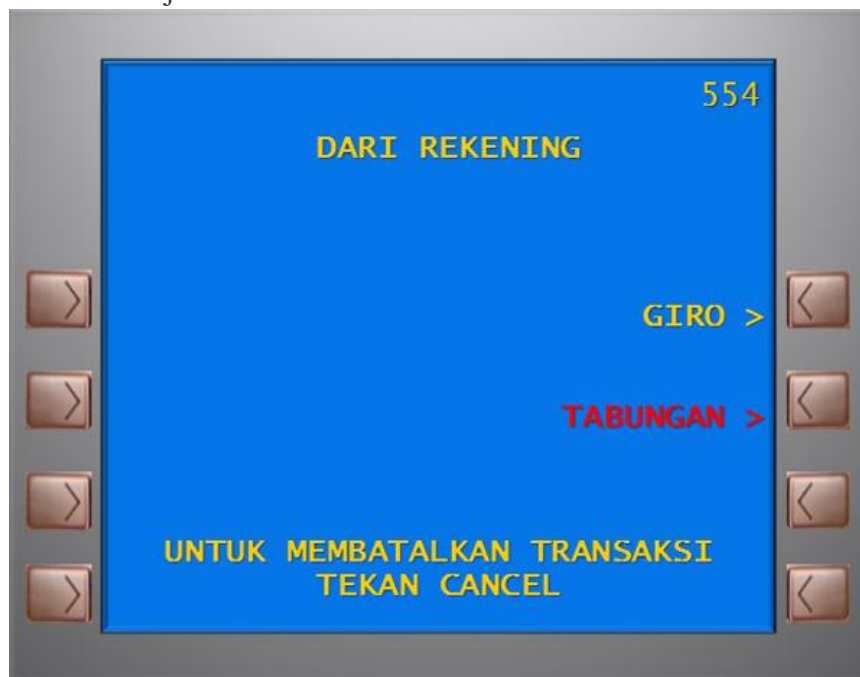 554
DARI REKENING
GIRO >
TABUNGAN >
UNTUK MEMBATALKAN TRANSAKSI
TEKAN CANCEL